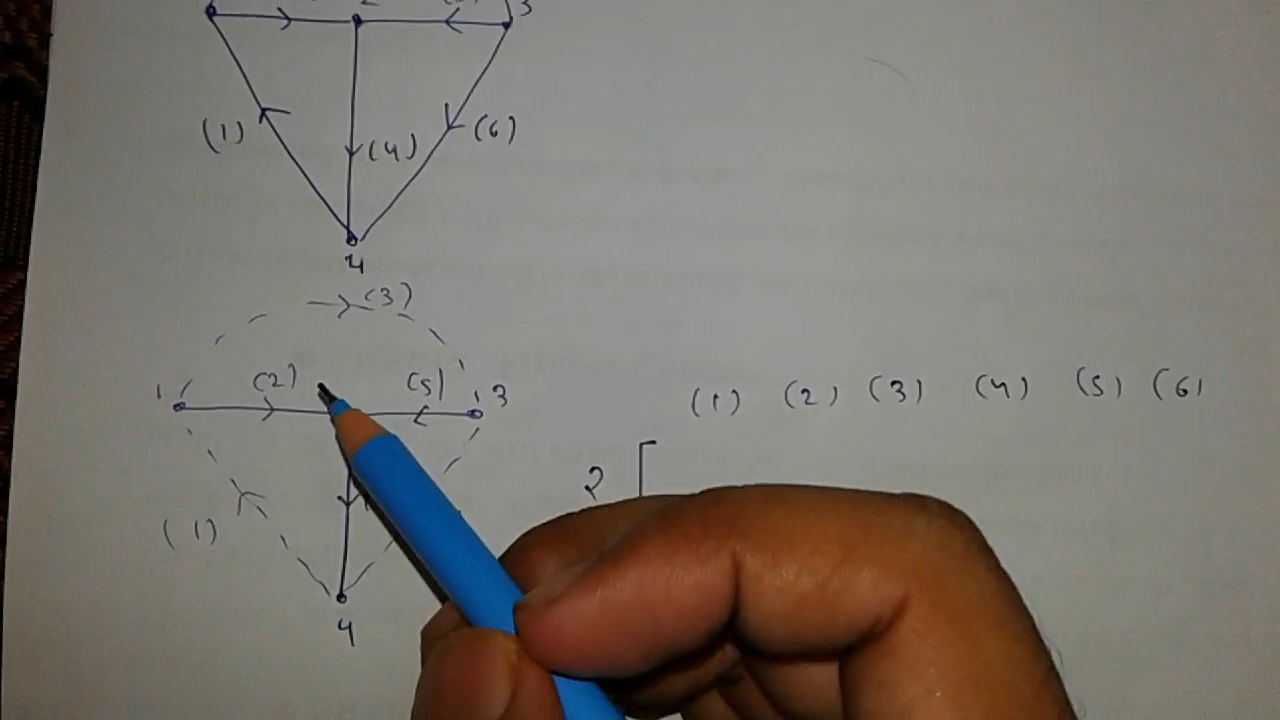 3
(1) (4) (6)
4
(3)
1 (2) (5) 3
(1) (2) (3) (4) (5) (6)
2 [
(1)
4